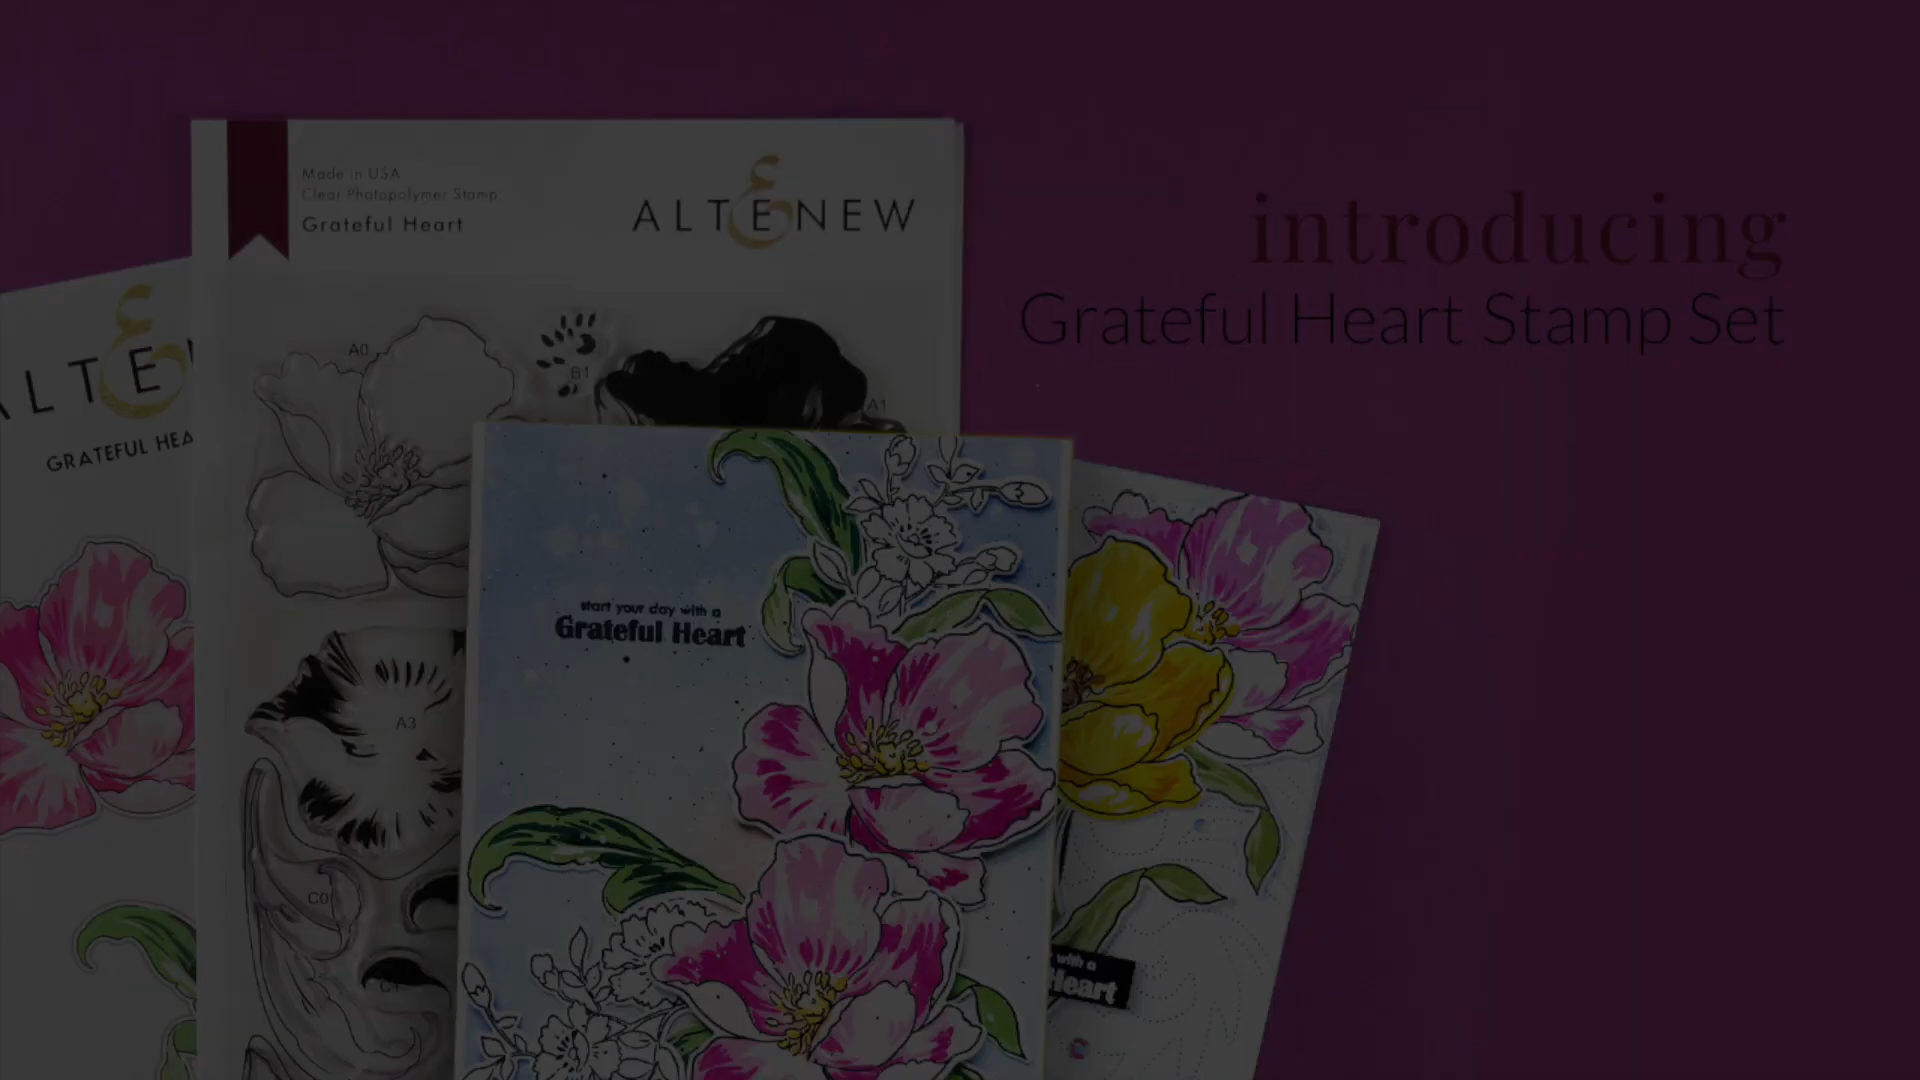 Made in USA
Clear Photopolymer Stamp
Grateful Heart
ALTENEW
introducing
Grateful Heart Stamp Set
ALTE
GRATEFUL HEA
A0
B1
A1
start your day with a
Grateful Heart
A3
C0
C1
with a
Heart